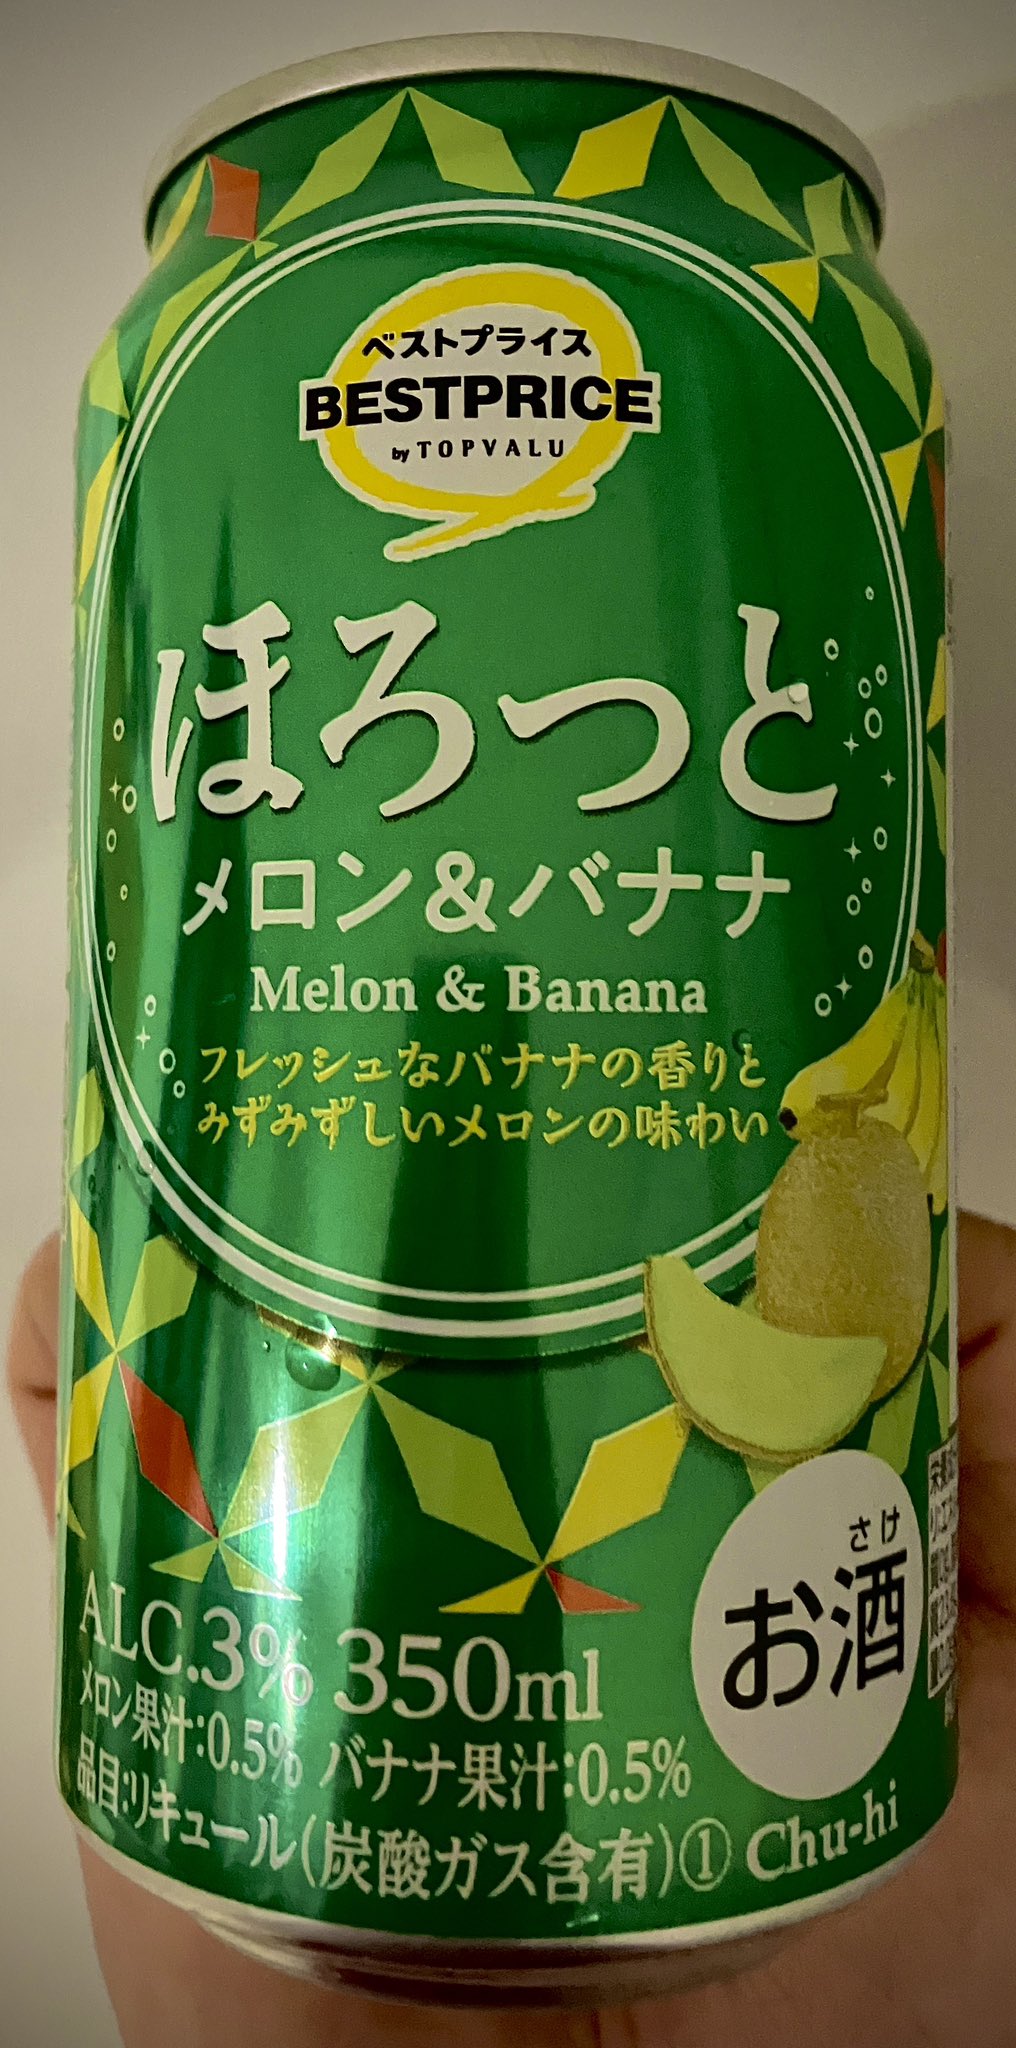 ベストプライス
BESTPRICE
by TOPVALU
ほろっと
メロン&バナナ
Melon & Banana
フレッシュなバナナの香りと
みずみずしいメロンの味わい
さけ
お酒
ALC.3% 350ml
メロン果汁:0.5% バナナ果汁:0.5%
品目:リキュール(炭酸ガス含有)① Chu-hi